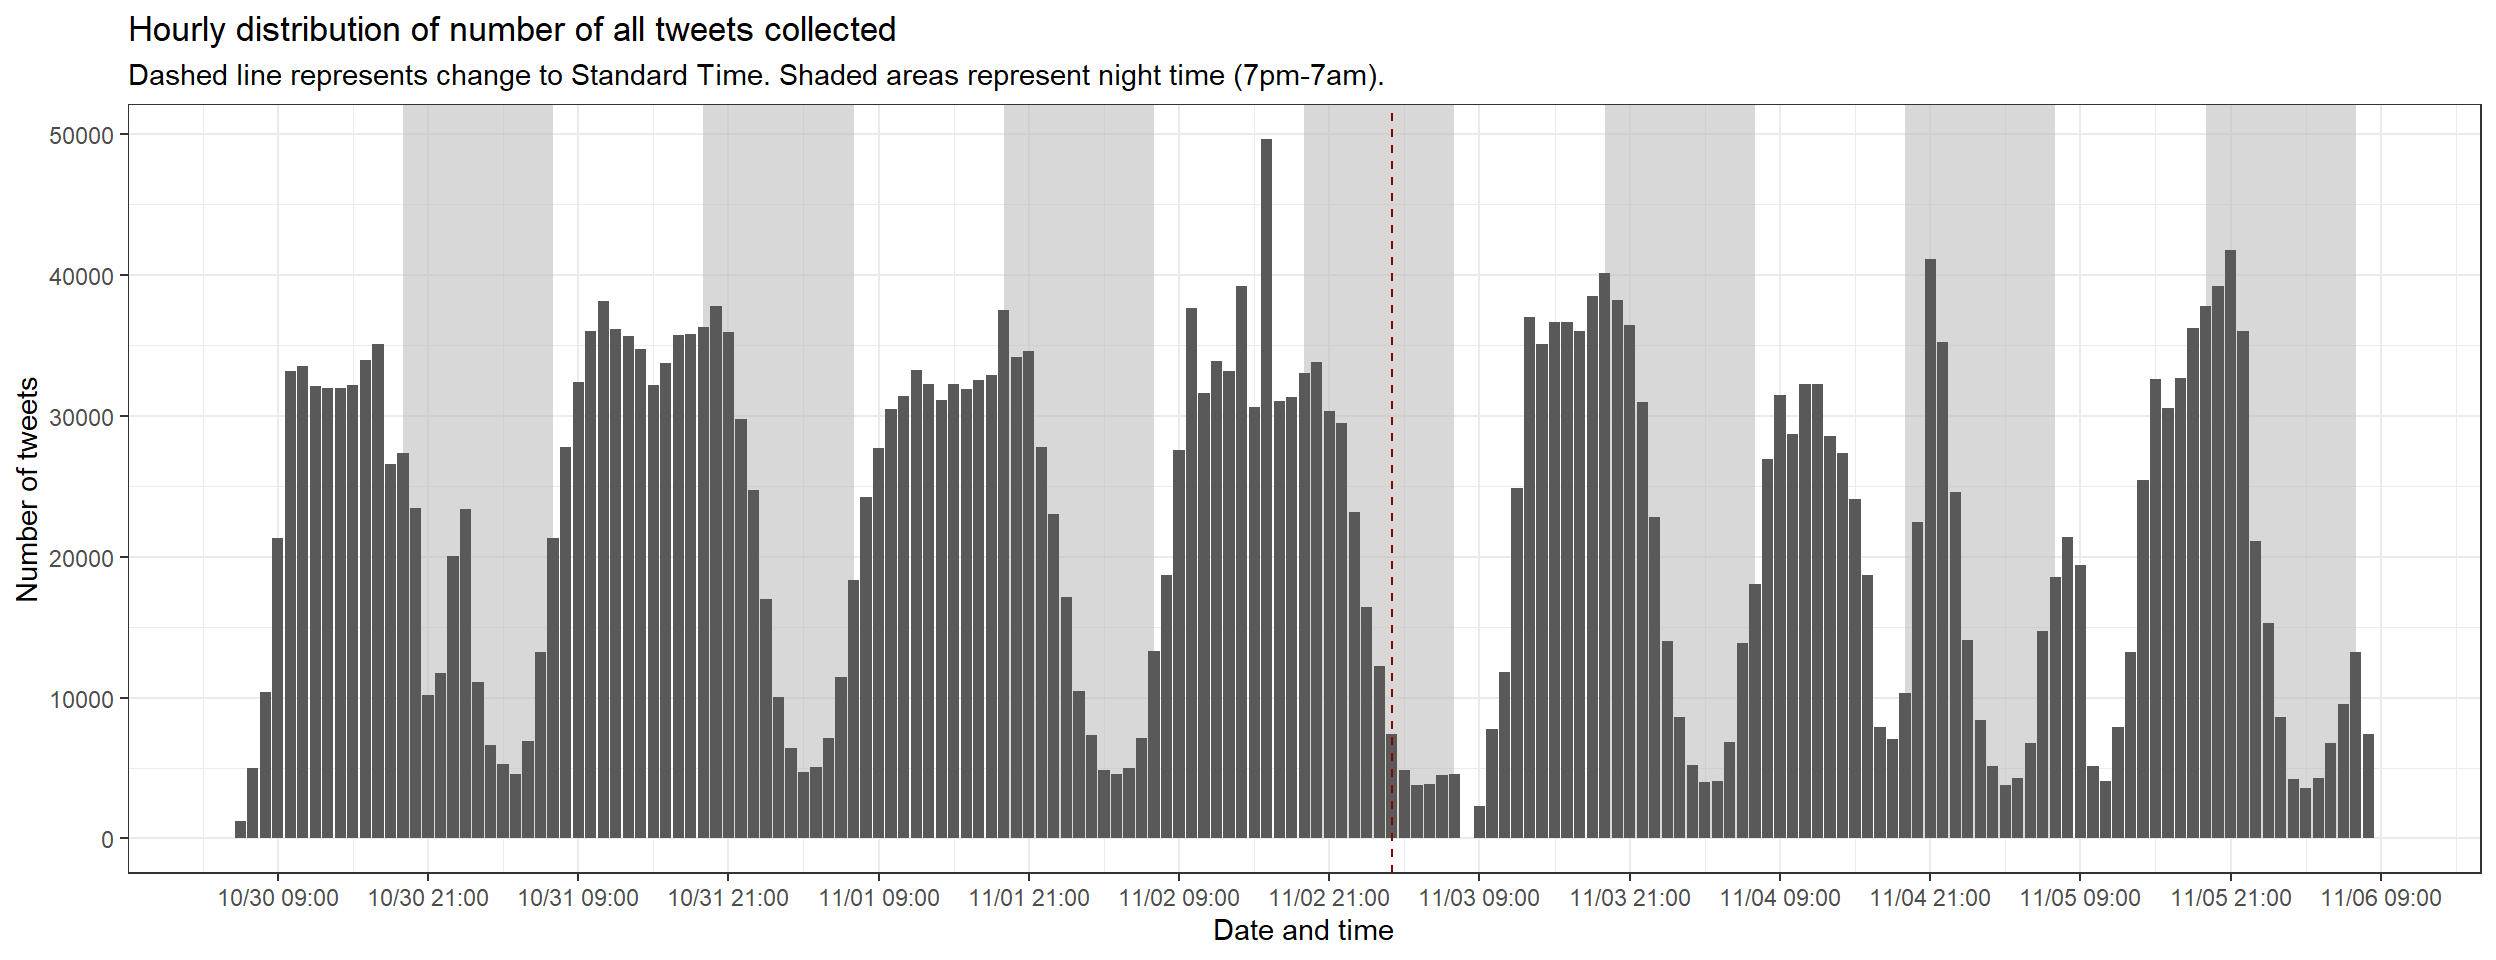 Hourly distribution of number of all tweets collected
Dashed line represents change to Standard Time. Shaded areas represent night time (7pm-7am).
Number of tweets
50000
40000
30000
20000
10000
0
10/30 09:00 10/30 21:00 10/31 09:00 10/31 21:00 11/01 09:00 11/01 21:00 11/02 09:00 11/02 21:00 11/03 09:00 11/03 21:00 11/04 09:00 11/04 21:00 11/05 09:00 11/05 21:00 11/06 09:00
Date and time